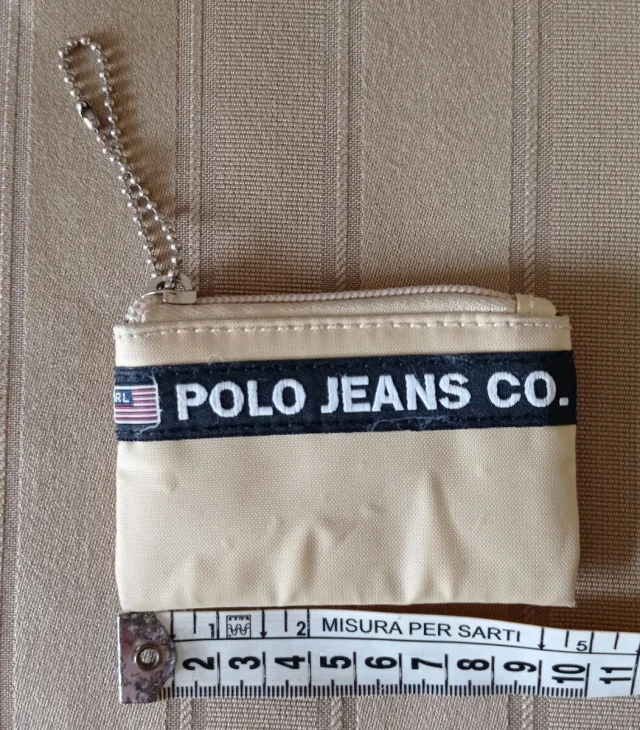 RL
POLO JEANS CO.
1 2 MISURA PER SARTI 5
2 3 4 5 6 7 8 9 10 11